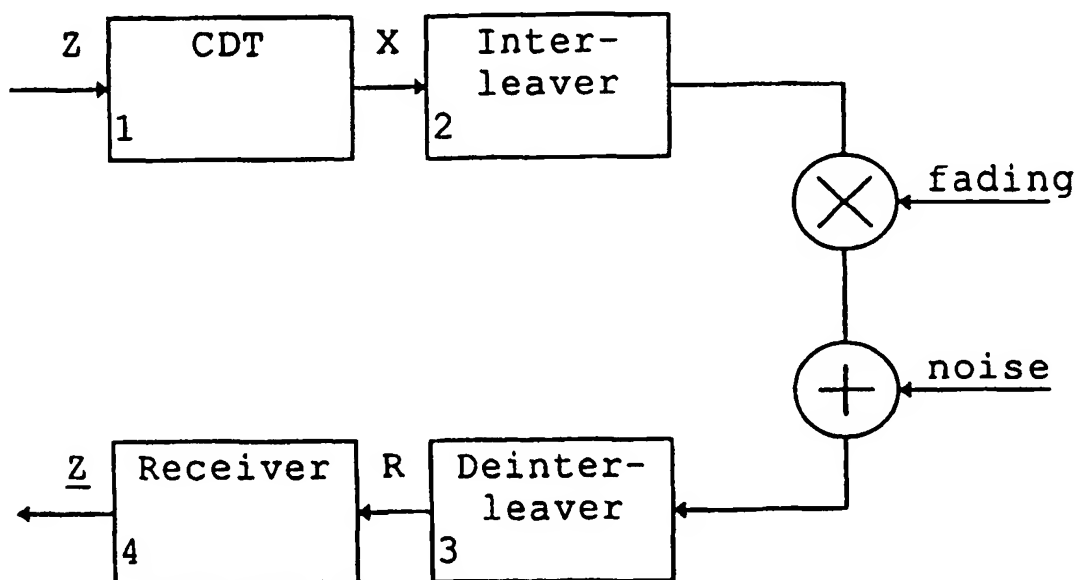 Z
CDT
1
X
Inter-
leaver
2
fading
noise
Z
Receiver
4
R
Deinter-
leaver
3